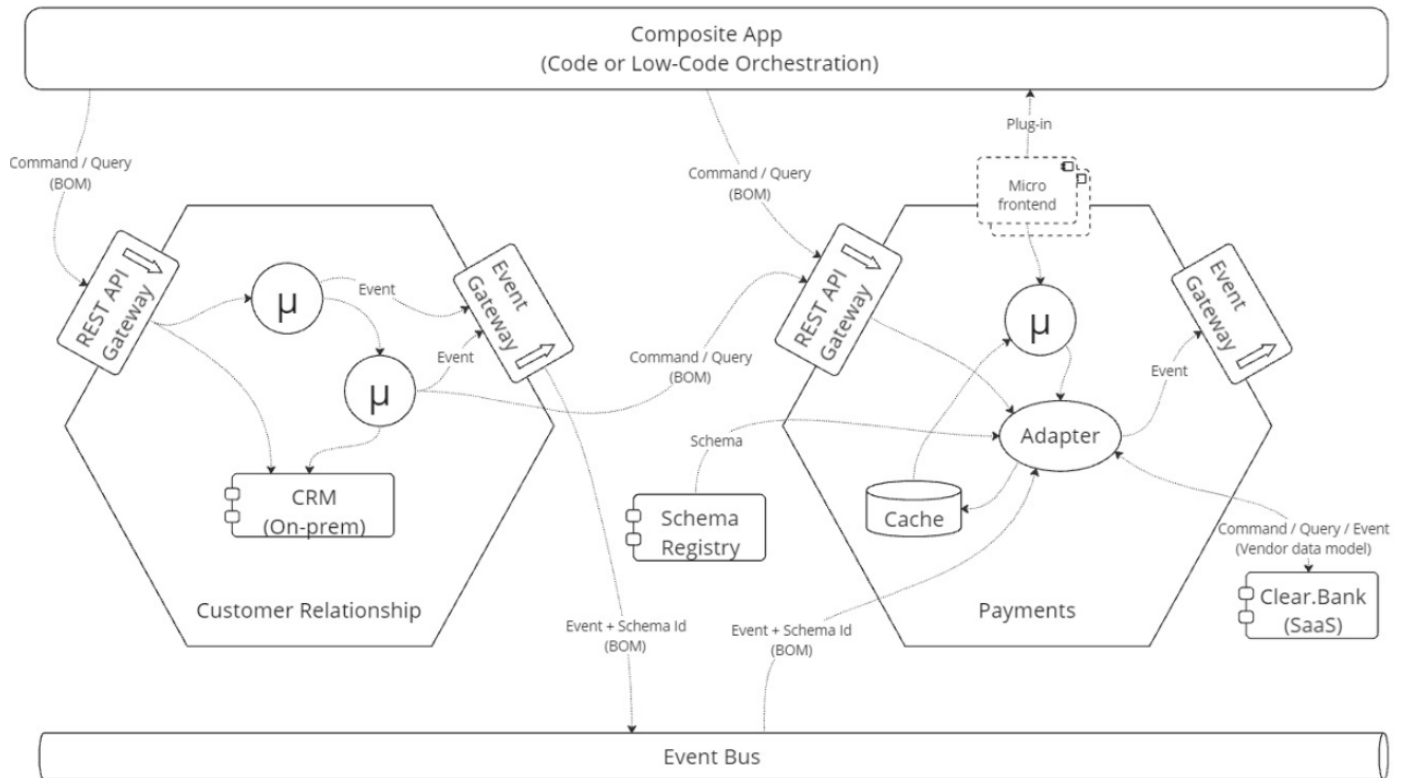 Composite App
(Code or Low-Code Orchestration)
Plug-in
Command / Query
(BOM)
Command / Query
(BOM)
Micro
frontend
REST API
Gateway
μ
Event
Event
Gateway
Event
μ
Command / Query
(BOM)
REST API
Gateway
μ
Event
Gateway
Event
Adapter
Schema
CRM
(On-prem)
Schema
Registry
Cache
Command / Query / Event
(Vendor data model)
Clear.Bank
(SaaS)
Customer Relationship
Payments
Event + Schema Id
(BOM)
Event + Schema Id
(BOM)
Event Bus